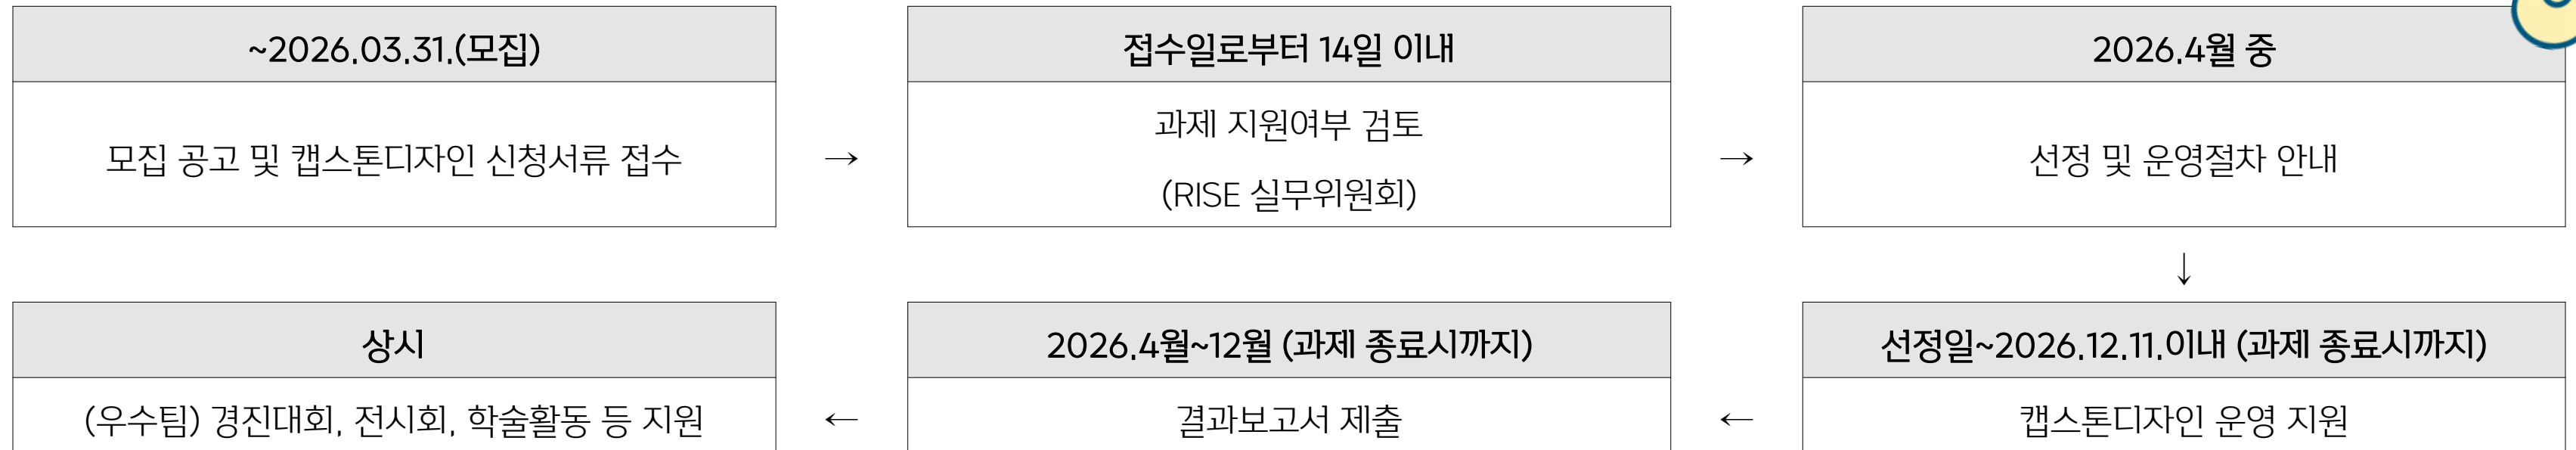 ~2026.03.31.(모집)
모집 공고 및 캡스톤디자인 신청서류 접수
→
접수일로부터 14일 이내
과제 지원여부 검토
(RISE 실무위원회)
→
2026.4월 중
선정 및 운영절차 안내
↓
선정일~2026.12.11.이내 (과제 종료시까지)
캡스톤디자인 운영 지원
←
2026.4월~12월 (과제 종료시까지)
결과보고서 제출
←
상시
(우수팀) 경진대회, 전시회, 학술활동 등 지원